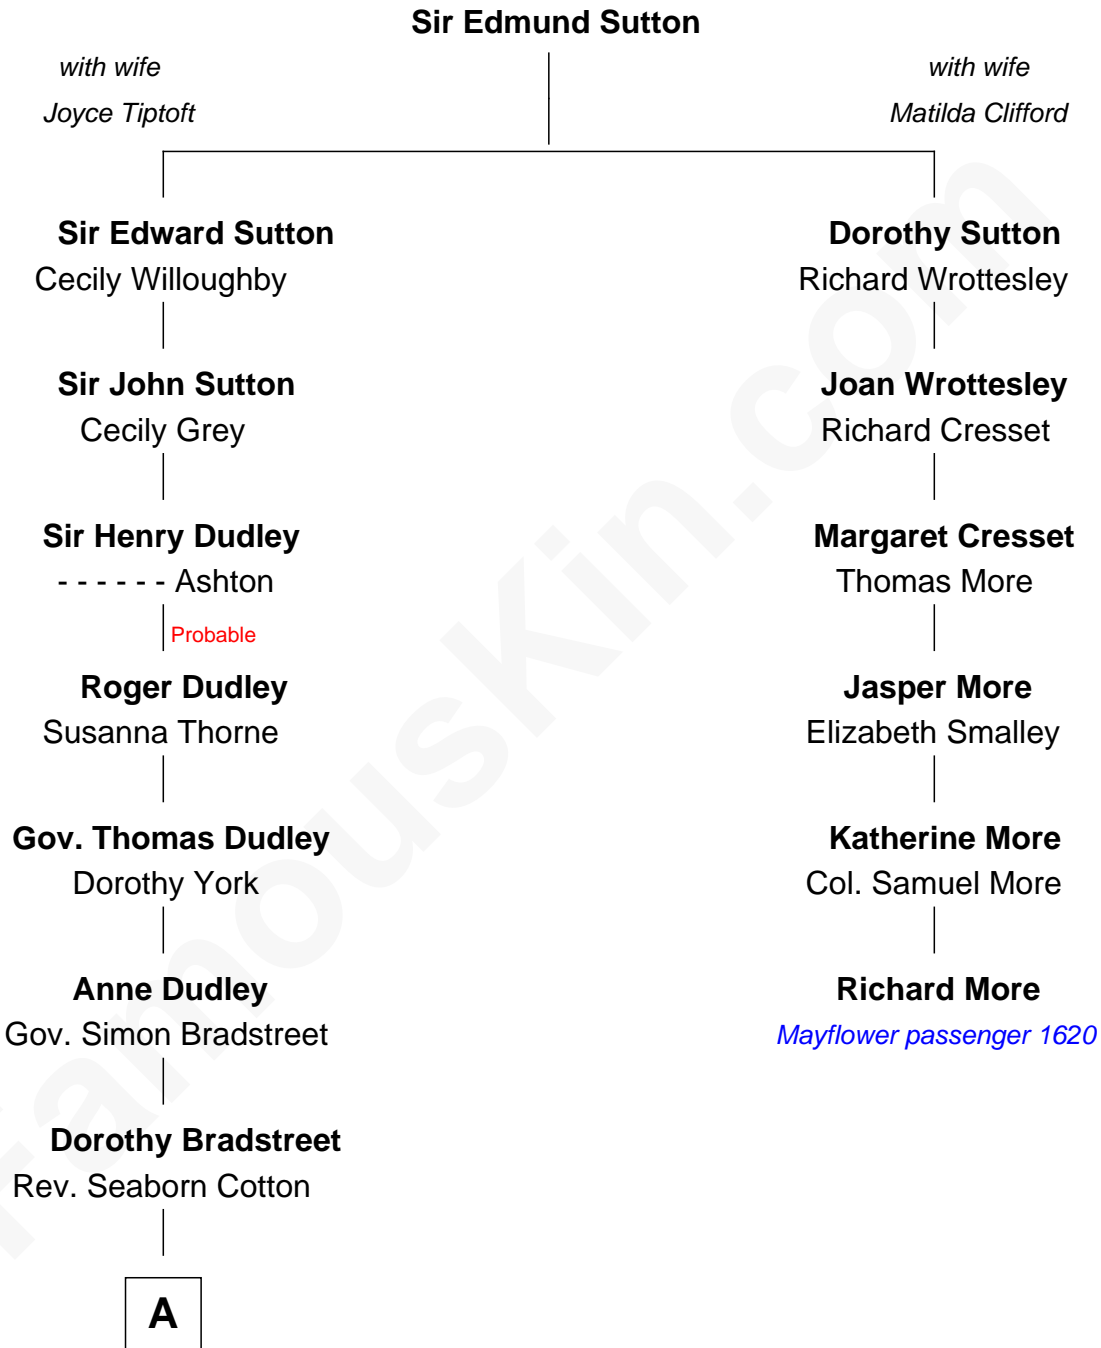 Sir Edmund Sutton
with wife
Joyce Tiptoft
with wife
Matilda Clifford
Sir Edward Sutton
Cecily Willoughby
Dorothy Sutton
Richard Wrottesley
Sir John Sutton
Cecily Grey
Joan Wrottesley
Richard Cresset
Sir Henry Dudley
- - - - - - Ashton
Margaret Cresset
Thomas More
Probable
Roger Dudley
Susanna Thorne
Jasper More
Elizabeth Smalley
Gov. Thomas Dudley
Dorothy York
Katherine More
Col. Samuel More
Anne Dudley
Gov. Simon Bradstreet
Richard More
Mayflower passenger 1620
Dorothy Bradstreet
Rev. Seaborn Cotton
A
FamousKin.com